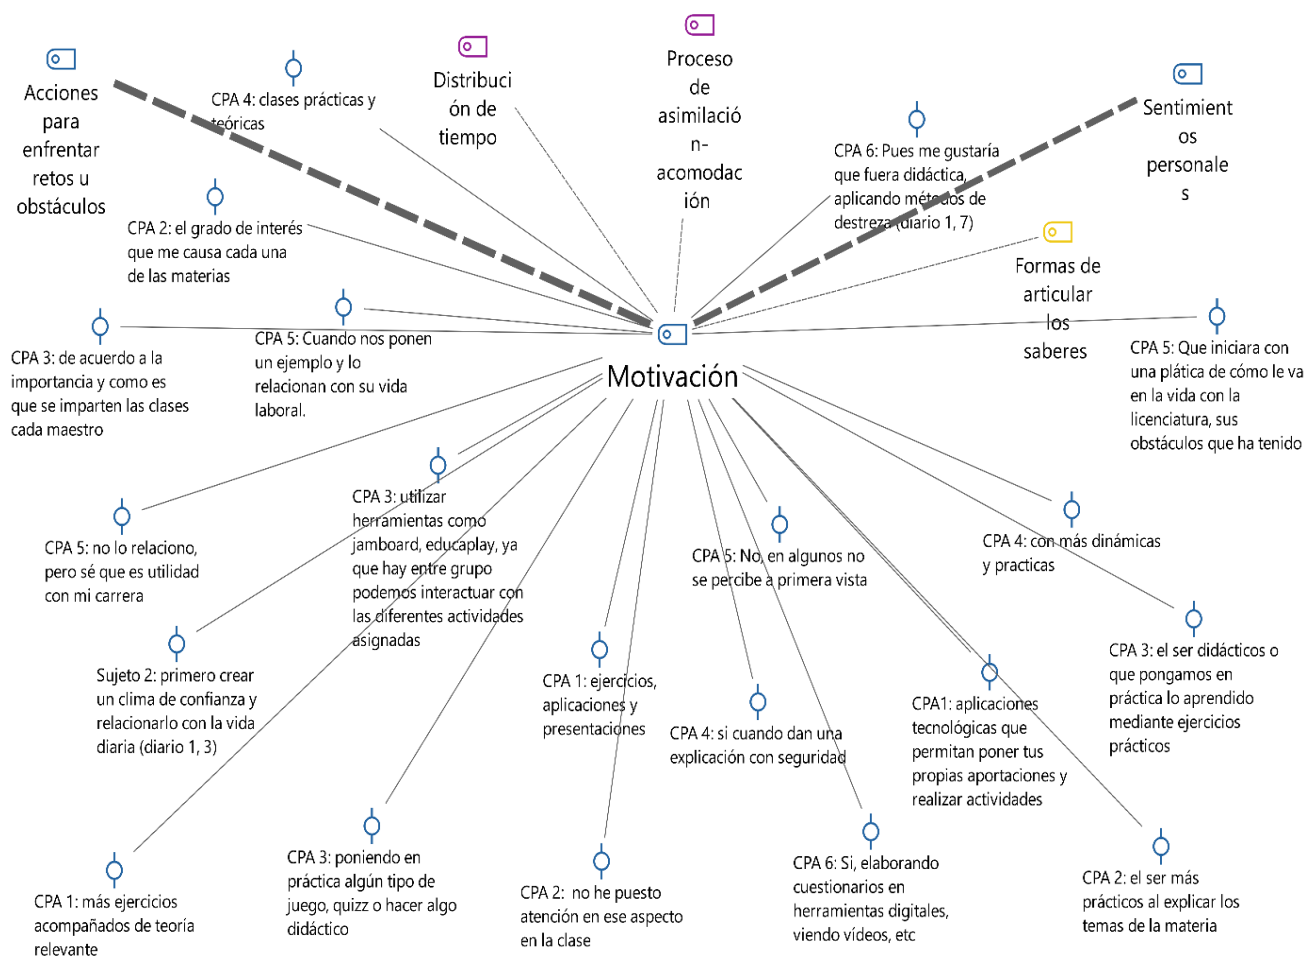 Acciones
para
enfrentar
retos u
obstáculos
CPA 4: clases prácticas y
teóricas
Distribuci
ón de
tiempo
Proceso
de
asimilació
n-
acomodac
ión
CPA 6: Pues me gustaría
que fuera didáctica,
aplicando métodos de
destreza (diario 1, 7)
Sentimient
os
personale
s
CPA 2: el grado de interés
que me causa cada una
de las materias
Formas de
articular
los
saberes
CPA 3: de acuerdo a la
importancia y como es
que se imparten las clases
cada maestro
CPA 5: Cuando nos ponen
un ejemplo y lo
relacionan con su vida
laboral.
Motivación
CPA 5: Que iniciara con
una plática de cómo le va
en la vida con la
licenciatura, sus
obstáculos que ha tenido
CPA 5: no lo relaciono,
pero sé que es utilidad
con mi carrera
CPA 3: utilizar
herramientas como
jamboard, educaplay, ya
que hay entre grupo
podemos interactuar con
las diferentes actividades
asignadas
CPA 5: No, en algunos no
se percibe a primera vista
CPA 4: con más dinámicas
y practicas
Sujeto 2: primero crear
un clima de confianza y
relacionarlo con la vida
diaria (diario 1, 3)
CPA 1: ejercicios,
aplicaciones y
presentaciones
CPA 4: si cuando dan una
explicación con seguridad
CPA1: aplicaciones
tecnológicas que
permitan poner tus
propias aportaciones y
realizar actividades
CPA 3: el ser didácticos o
que pongamos en
práctica lo aprendido
mediante ejercicios
prácticos
CPA 1: más ejercicios
acompañados de teoría
relevante
CPA 3: poniendo en
práctica algún tipo de
juego, quizz o hacer algo
didáctico
CPA 2:  no he puesto
atención en ese aspecto
en la clase
CPA 6: Si, elaborando
cuestionarios en
herramientas digitales,
viendo vídeos, etc
CPA 2: el ser más
prácticos al explicar los
temas de la materia